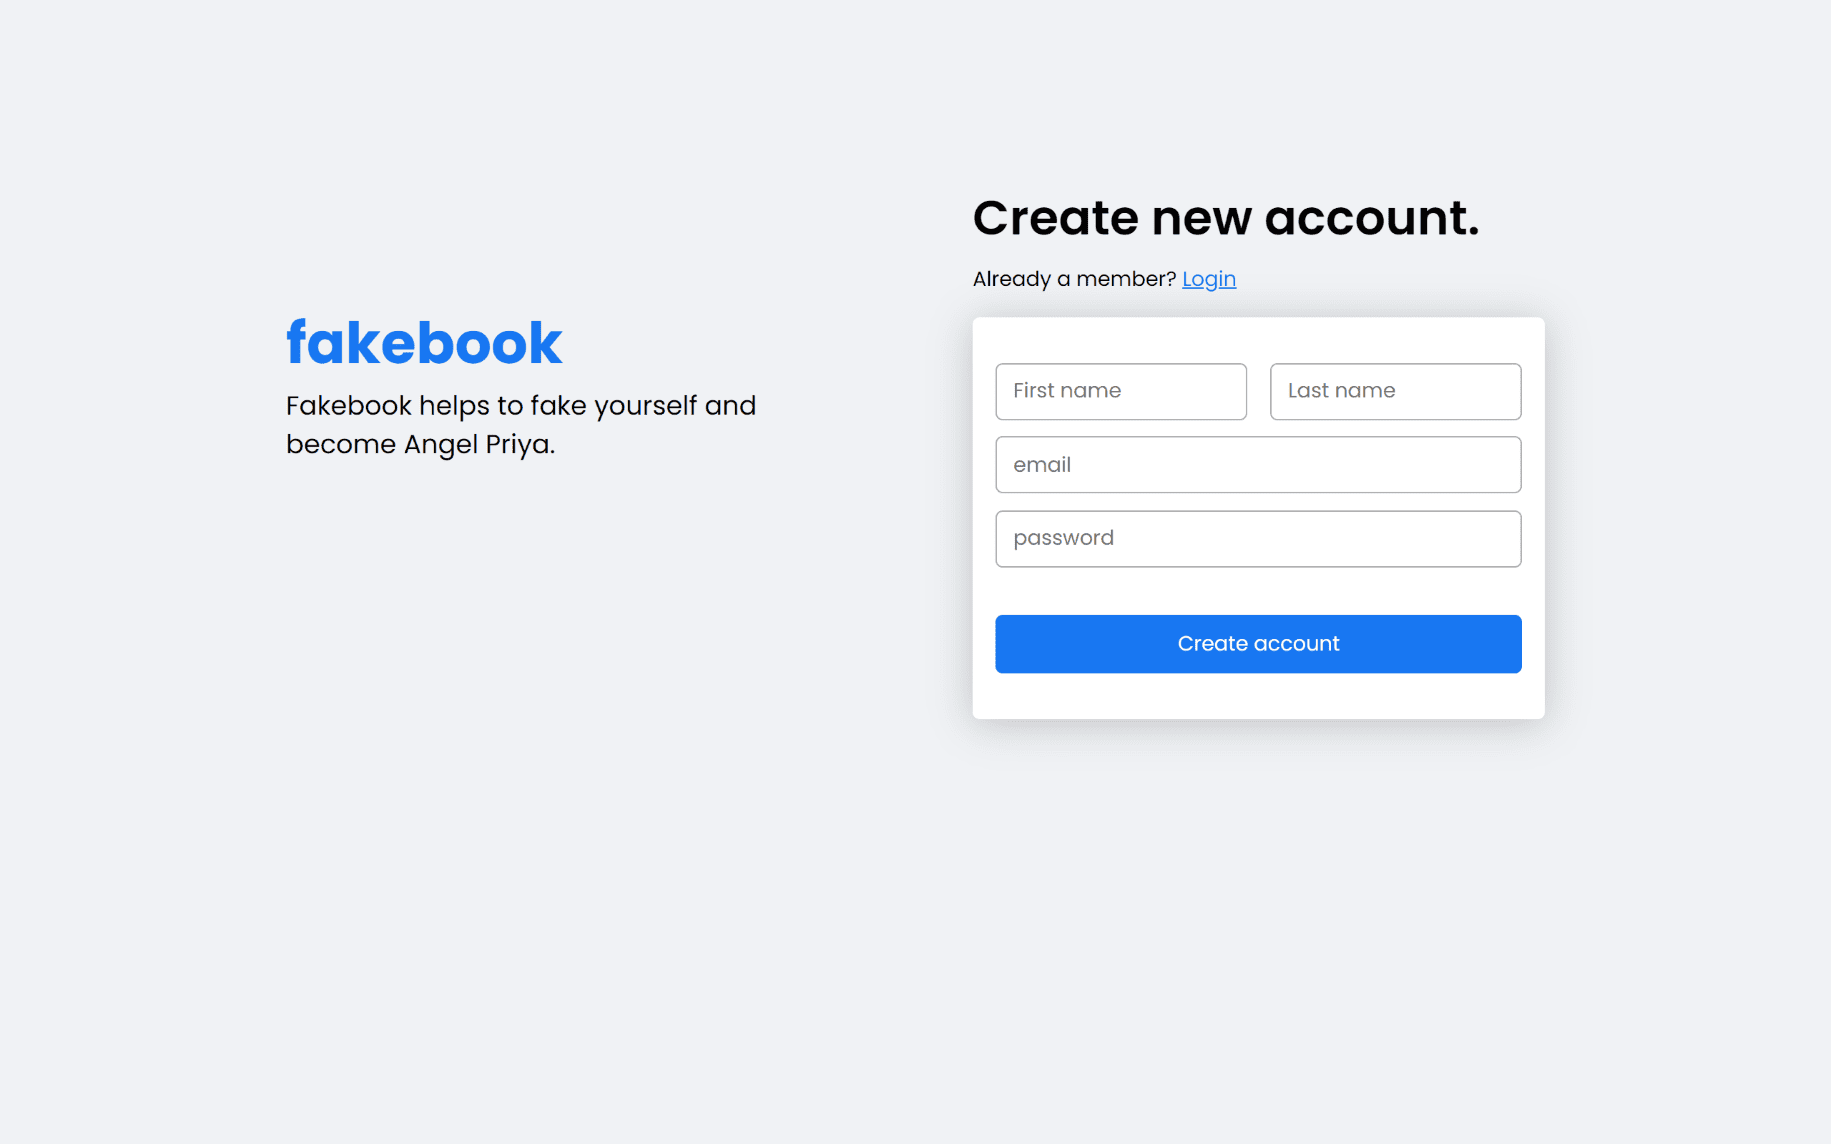 fakebook
Fakebook helps to fake yourself and
become Angel Priya.
Create new account.
Already a member? Login
First name
Last name
email
password
Create account